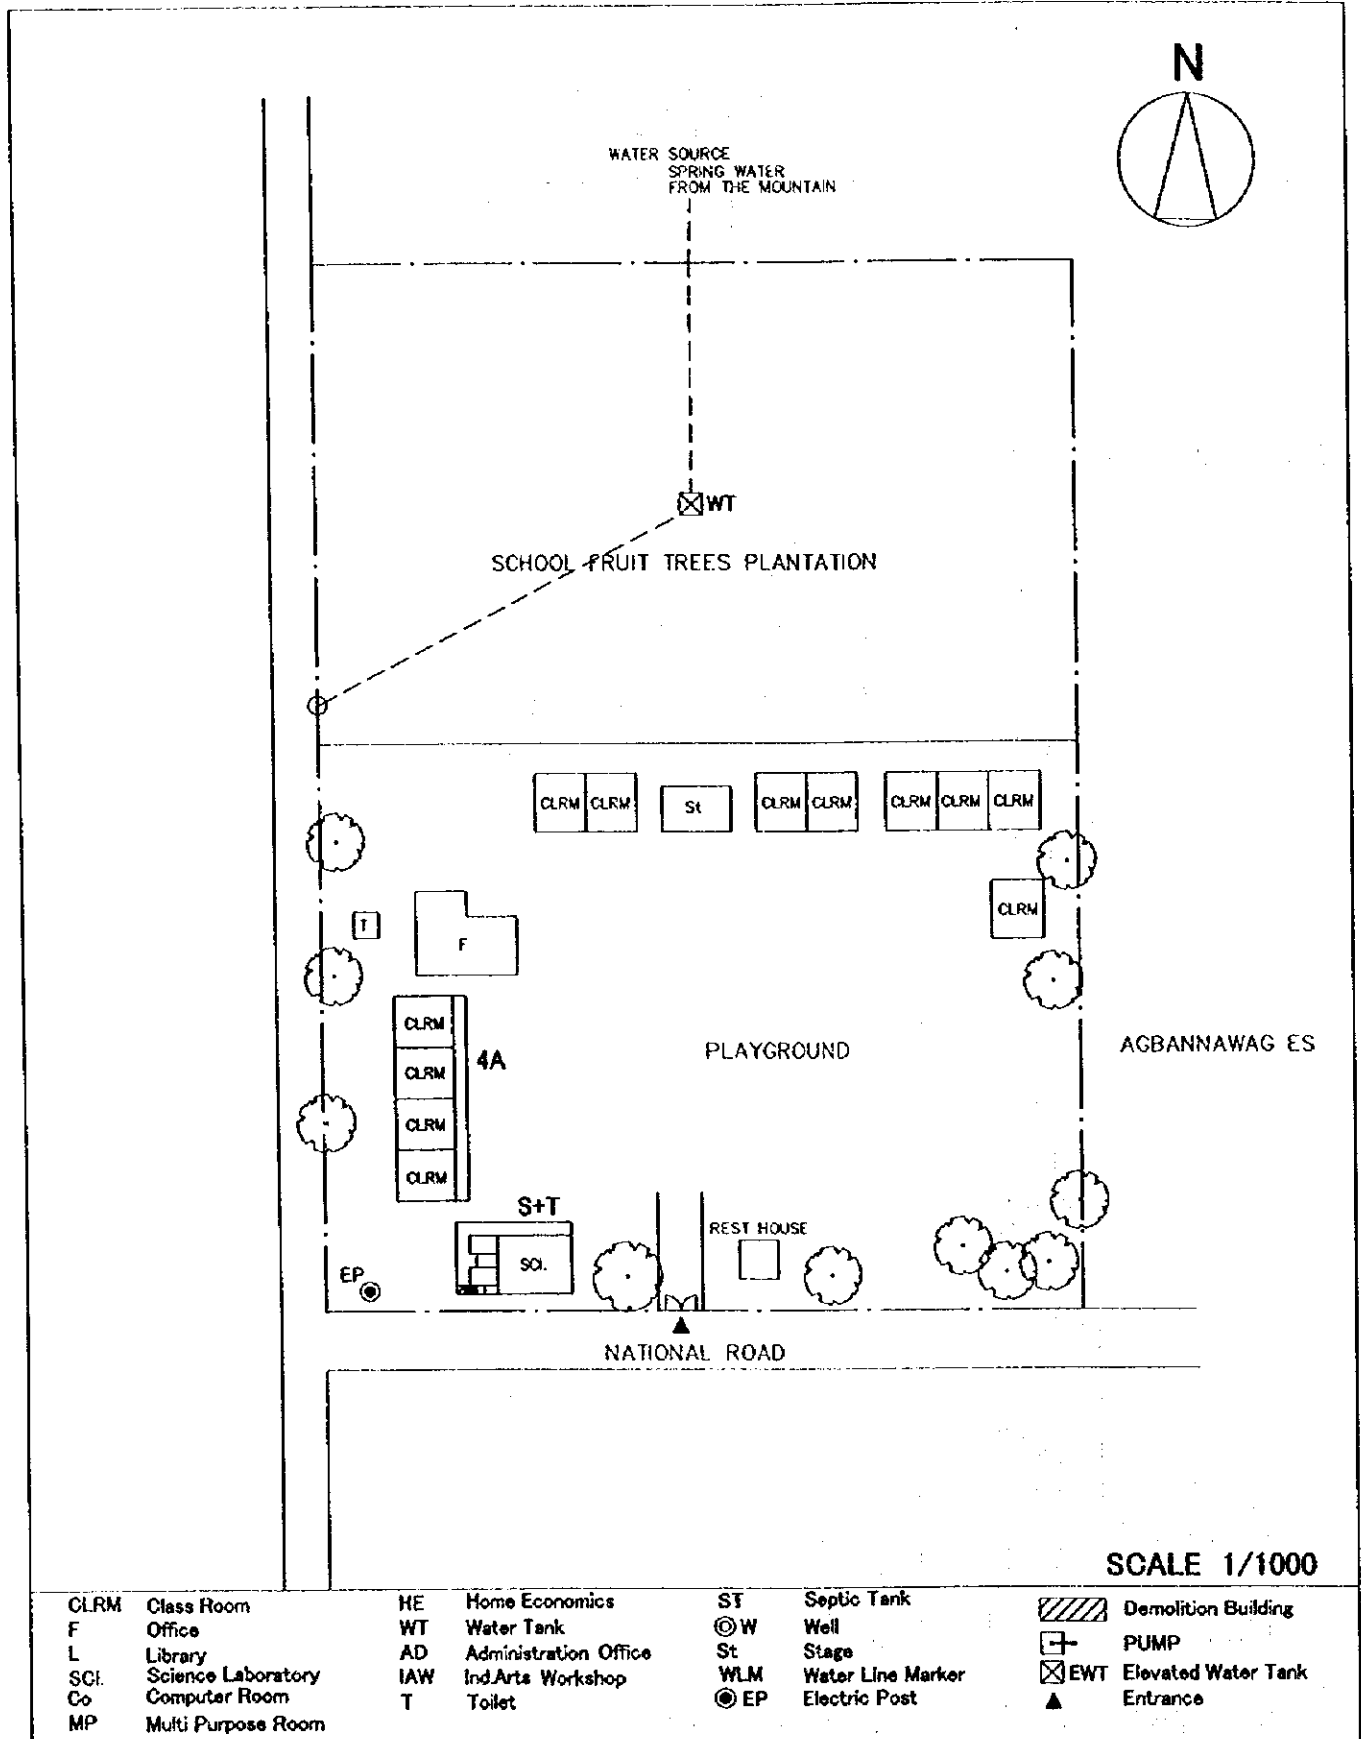 N
WATER SOURCE
SPRING WATER
FROM THE MOUNTAIN
WT
SCHOOL FRUIT TREES PLANTATION
CLRM CLRM St CLRM CLRM CLRM CLRM CLRM
T
F
CLRM
CLRM
4A
CLRM
CLRM
CLRM
PLAYGROUND
AGBANNAWAG ES
S+T
SCI.
REST HOUSE
EP
NATIONAL ROAD
SCALE 1/1000
CLRM Class Room
F Office
L Library
SCI. Science Laboratory
Co Computer Room
MP Multi Purpose Room
HE Home Economics
WT Water Tank
AD Administration Office
IAW Ind.Arts Workshop
T Toilet
ST Septic Tank
W Well
St Stage
WLM Water Line Marker
EP Electric Post
Demolition Building
PUMP
EWT Elevated Water Tank
Entrance